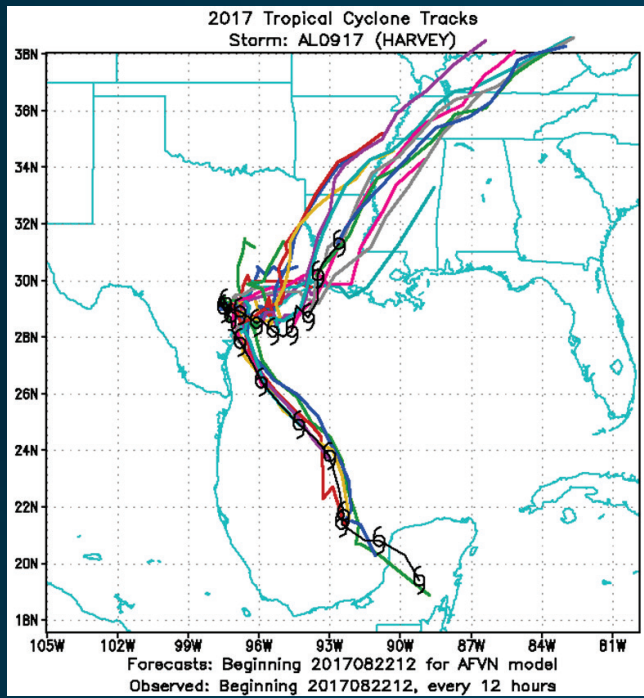 2017 Tropical Cyclone Tracks
Storm: AL0917 (HARVEY)
38N
36N
34N
32N
30N
28N
26N
24N
22N
20N
18N
105W 102W 99W 96W 93W 90W 87W 84W 81W
Forecasts: Beginning 2017082212 for AFVN model
Observed: Beginning 2017082212, every 12 hours